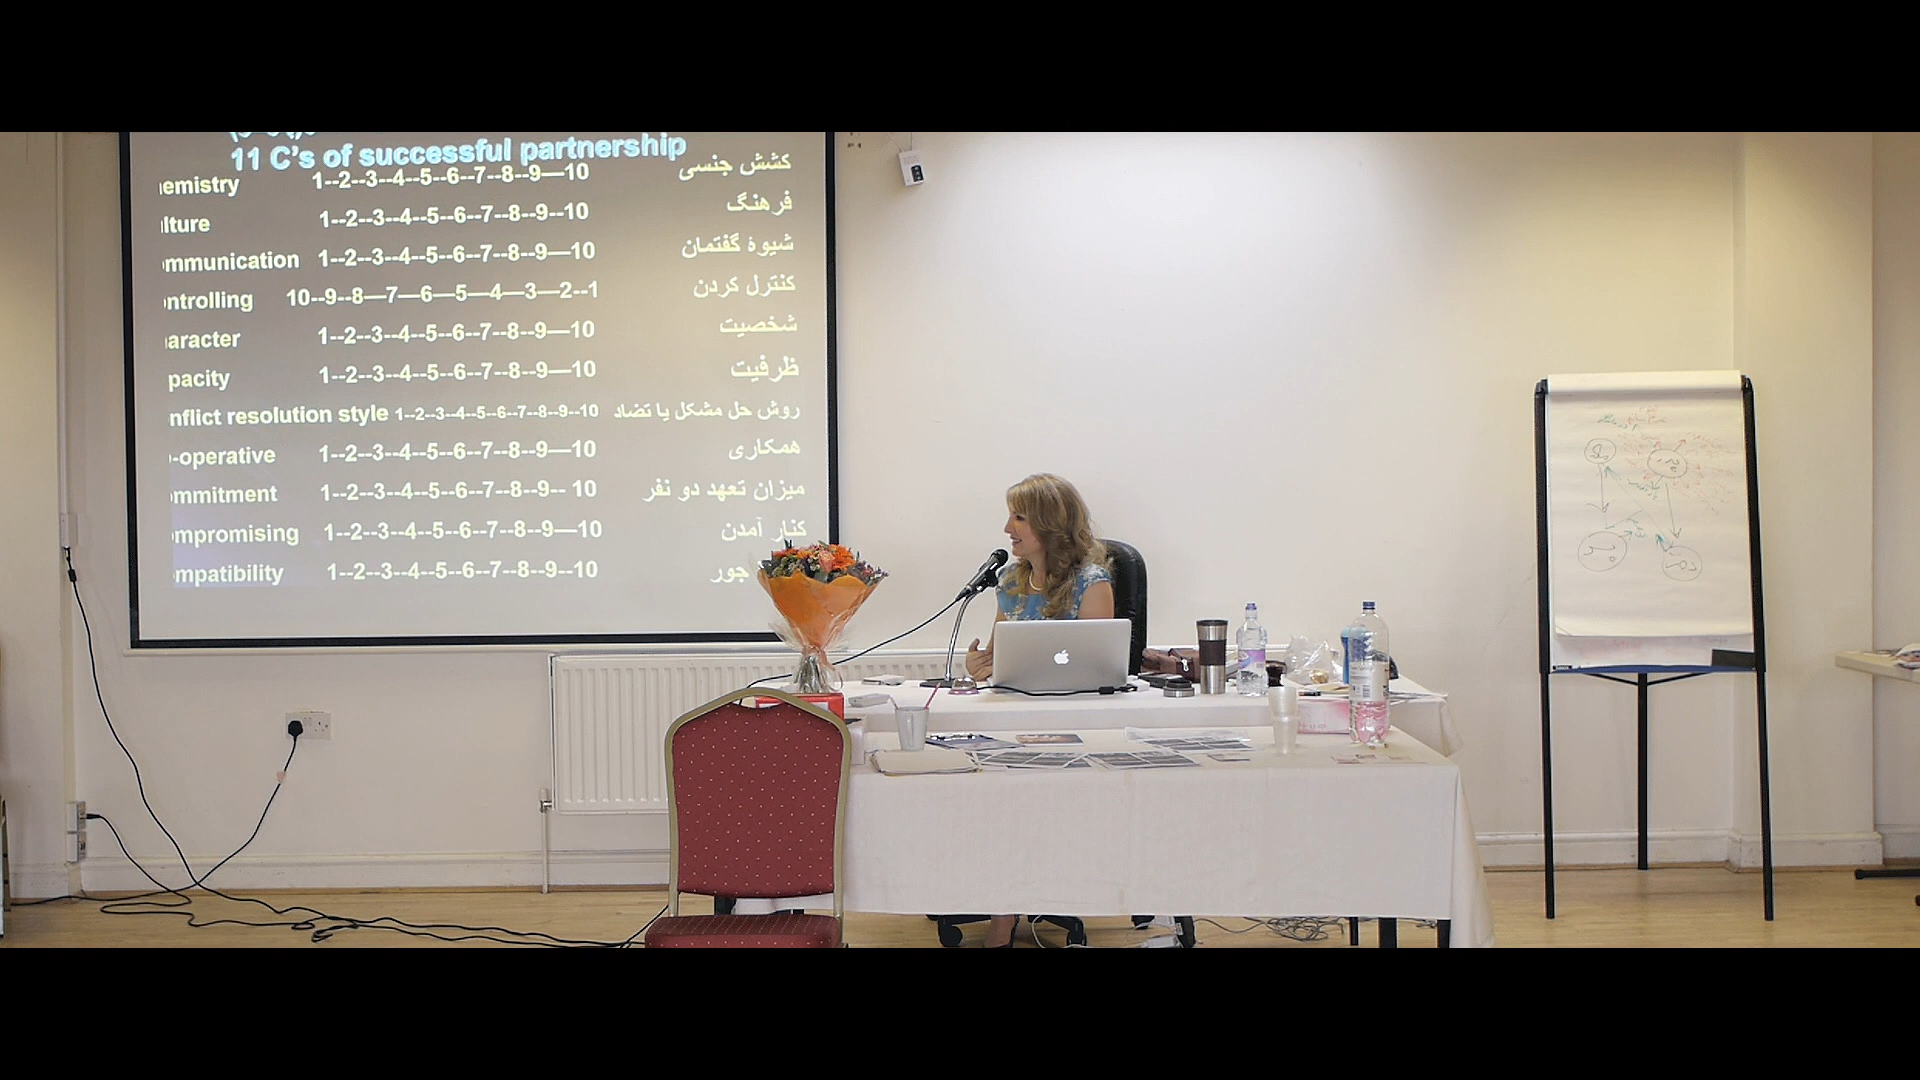 11 C's of successful partnership
emistry 1--2--3--4--5--6--7--8--9—10 کشش جنسی
lture 1--2--3--4--5--6--7--8--9--10 فرهنگ
mmunication 1--2--3--4--5--6--7--8--9—10 شیوۀ گفتمان
ntrolling 10--9--8—7—6—5—4—3—2--1 کنترل کردن
aracter 1--2--3--4--5--6--7--8--9—10 شخصیت
pacity 1--2--3--4--5--6--7--8--9—10 ظرفیت
nflict resolution style 1--2--3--4--5--6--7--8--9--10 روش حل مشکل یا تضاد
-operative 1--2--3--4--5--6--7--8--9—10 همکاری
mmitment 1--2--3--4--5--6--7--8--9-- 10 میزان تعهد دو نفر
mpromising 1--2--3--4--5--6--7--8--9—10 کنار آمدن
mpatibility 1--2--3--4--5--6--7--8--9--10 جور